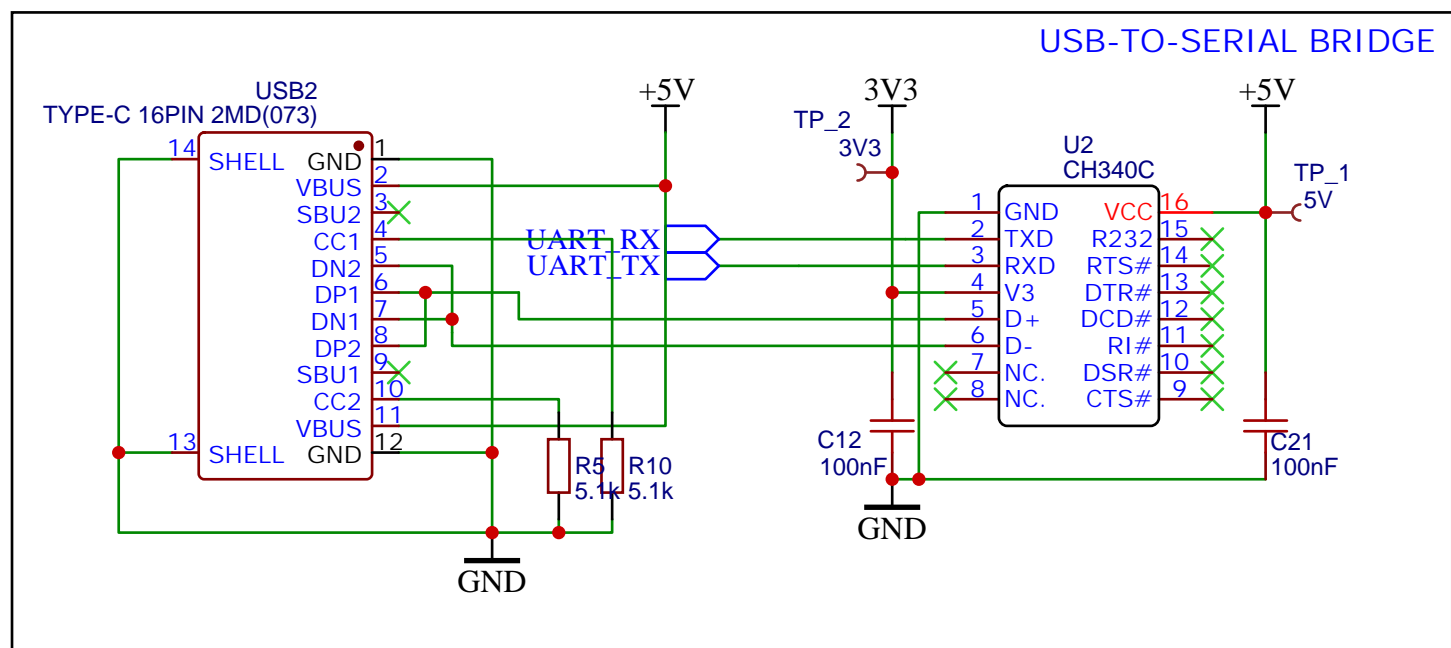 USB-TO-SERIAL BRIDGE
USB2
TYPE-C 16PIN 2MD(073)
14 SHELL
13 SHELL
GND 1
VBUS 2
SBU2 3
CC1 4
DN2 5
DP1 6
DN1 7
DP2 8
SBU1 9
CC2 10
VBUS 11
GND 12
+5V
UART_RX
UART_TX
R5
5.1k
R10
5.1k
GND
3V3
TP_2
3V3
C12
100nF
GND
U2
CH340C
1 GND
2 TXD
3 RXD
4 V3
5 D+
6 D-
7 NC.
8 NC.
VCC 16
R232 15
RTS# 14
DTR# 13
DCD# 12
RI# 11
DSR# 10
CTS# 9
+5V
TP_1
5V
C21
100nF